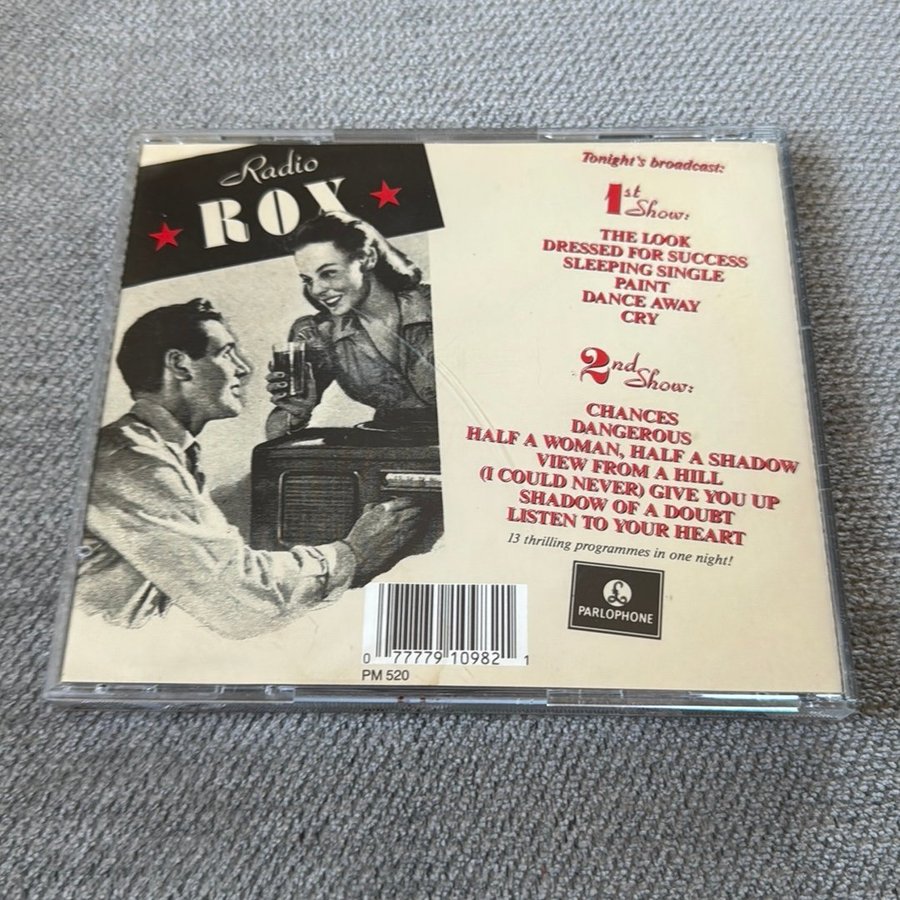 Radio
ROX
Tonight's broadcast:
1st Show:
THE LOOK
DRESSED FOR SUCCESS
SLEEPING SINGLE
PAINT
DANCE AWAY
CRY
2nd Show:
CHANCES
DANGEROUS
HALF A WOMAN, HALF A SHADOW
VIEW FROM A HILL
(I COULD NEVER) GIVE YOU UP
SHADOW OF A DOUBT
LISTEN TO YOUR HEART
13 thrilling programmes in one night!
£
PARLOPHONE
0 77779 10982 1
PM 520